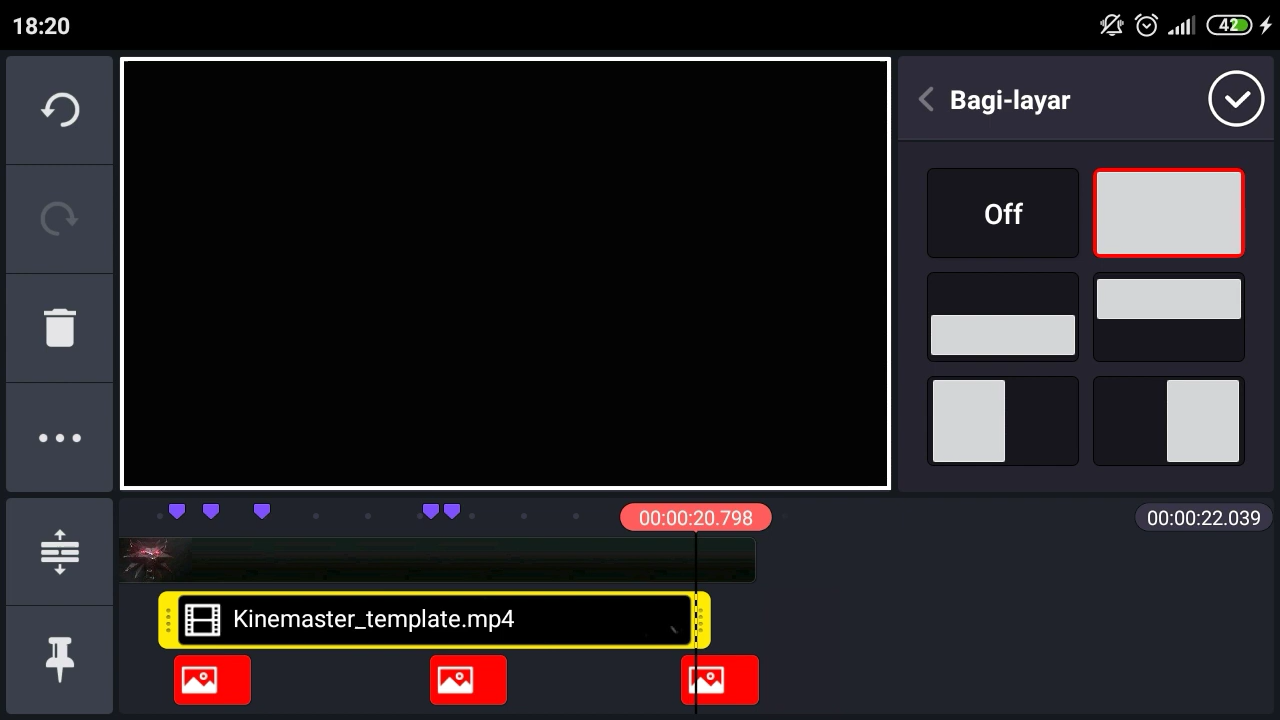 18:20
42
Bagi-layar
Off
00:00:20.798
00:00:22.039
Kinemaster_template.mp4